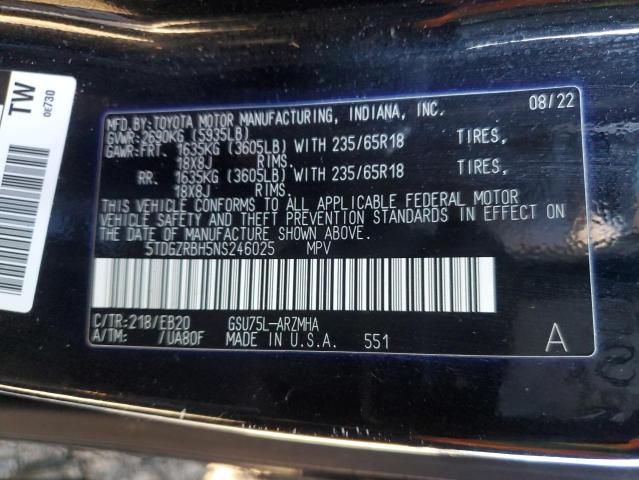 TW
0E730
MFD.BY:TOYOTA MOTOR MANUFACTURING, INDIANA, INC. 08/22
GVWR:2690KG (5935LB)
GAWR:FRT. 1635KG (3605LB) WITH 235/65R18 TIRES,
18X8J RIMS.
RR. 1635KG (3605LB) WITH 235/65R18 TIRES,
18X8J RIMS.
THIS VEHICLE CONFORMS TO ALL APPLICABLE FEDERAL MOTOR
VEHICLE SAFETY AND THEFT PREVENTION STANDARDS IN EFFECT ON
THE DATE OF MANUFACTURE SHOWN ABOVE.
5TDGZRBH5NS246025 MPV
C/TR:218/EB20 GSU75L-ARZMHA
A/TM: /UA80F MADE IN U.S.A. 551 A